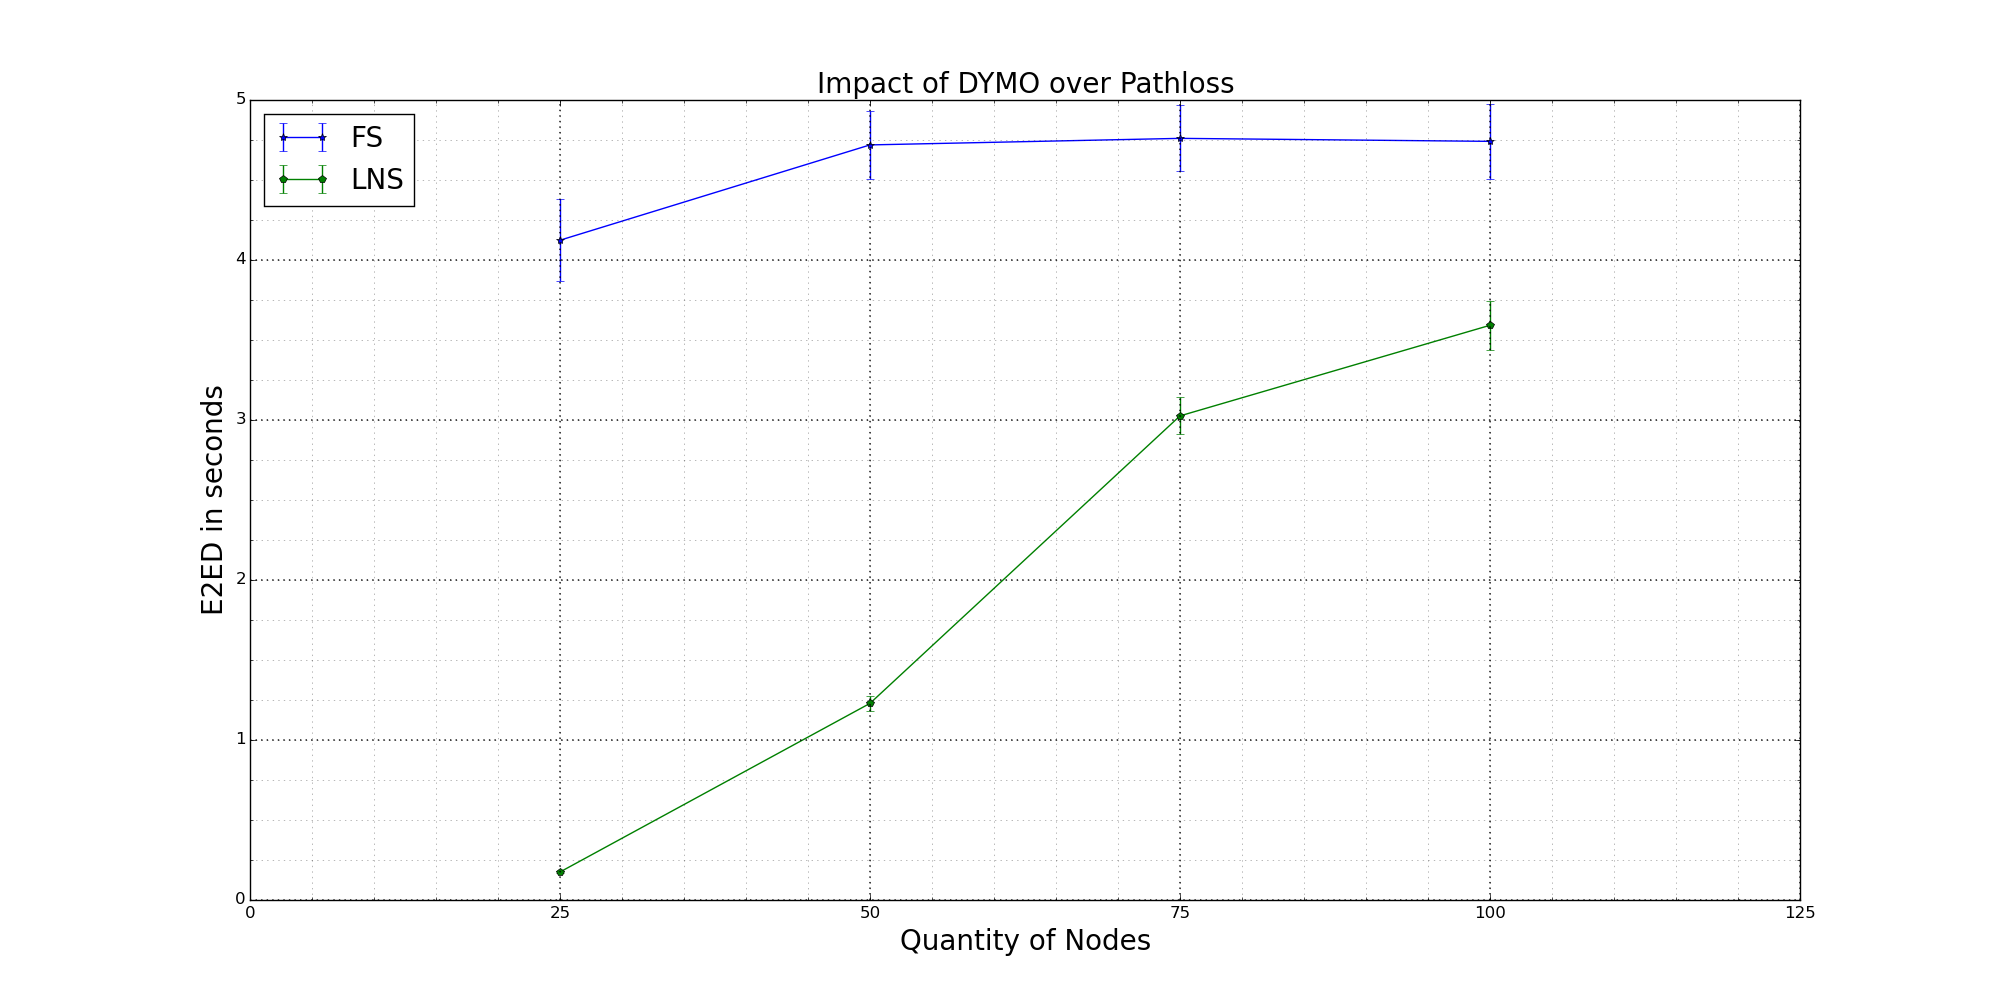 Impact of DYMO over Pathloss
FS
LNS
5
4
3
2
1
0
E2ED in seconds
0 25 50 75 100 125
Quantity of Nodes